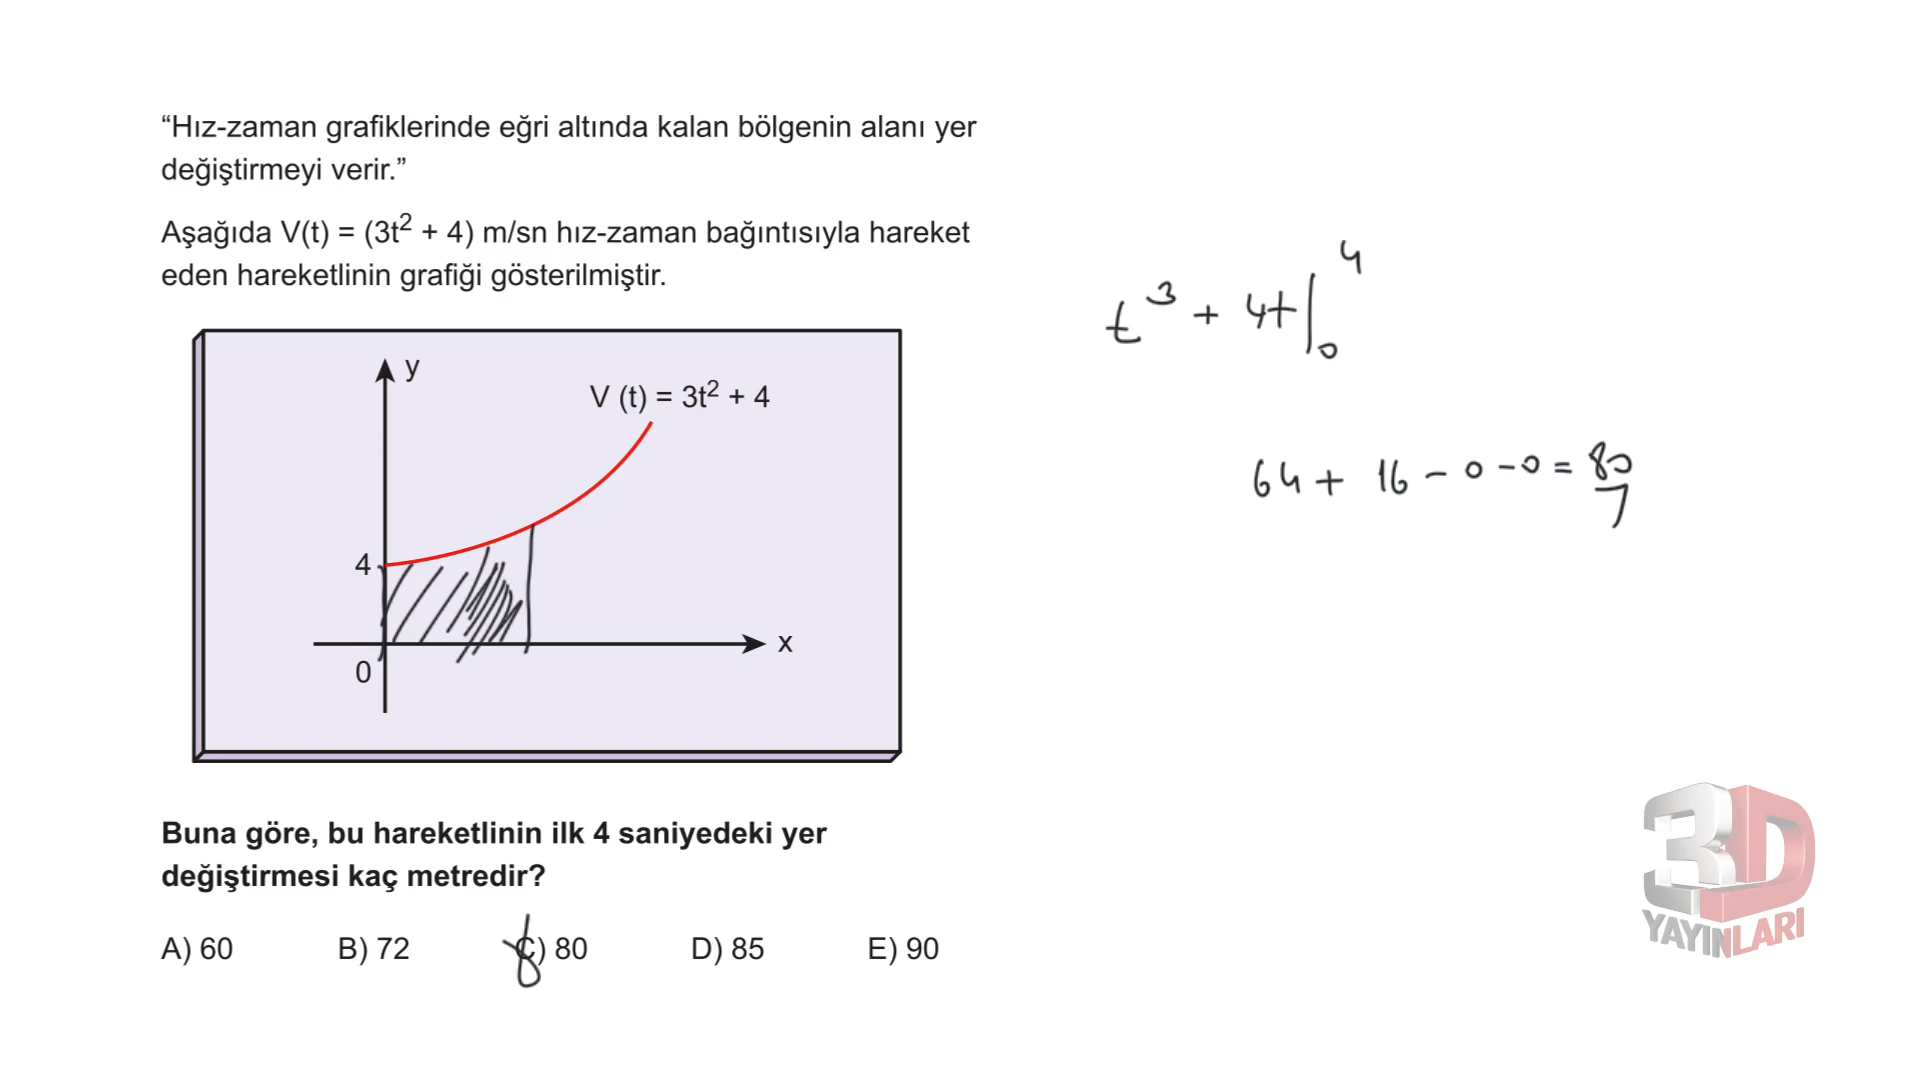 “Hız-zaman grafiklerinde eğri altında kalan bölgenin alanı yer
değiştirmeyi verir.”
Aşağıda V(t) = (3t² + 4) m/sn hız-zaman bağıntısıyla hareket
eden hareketlinin grafiği gösterilmiştir.
y
V (t) = 3t² + 4
4
x
0
Buna göre, bu hareketlinin ilk 4 saniyedeki yer
değiştirmesi kaç metredir?
A) 60 B) 72 C) 80 D) 85 E) 90
t³ + 4t|₀⁴
64 + 16 - 0 - 0 = 80
3D
YAYINLARI